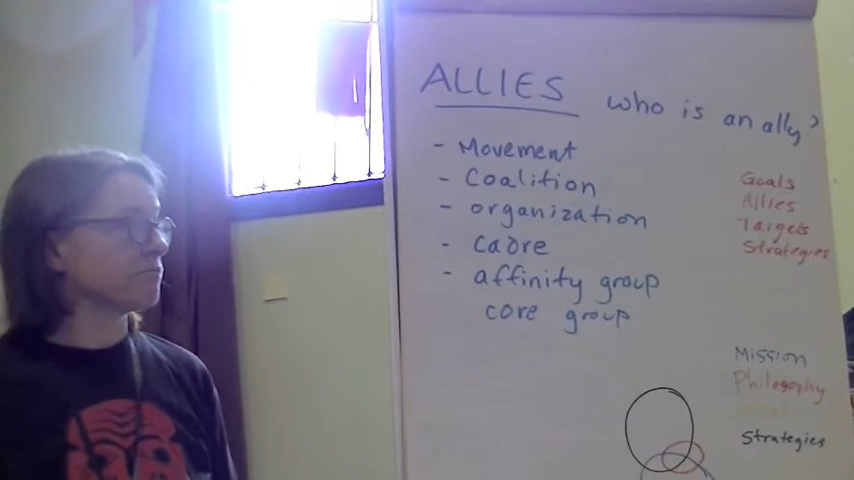 ALLIES who is an ally?
- Movement
- Coalition
- organization
- cadre
- affinity group
core group
Goals
Allies
Targets
Strategies
Mission
Philosophy
Strategies